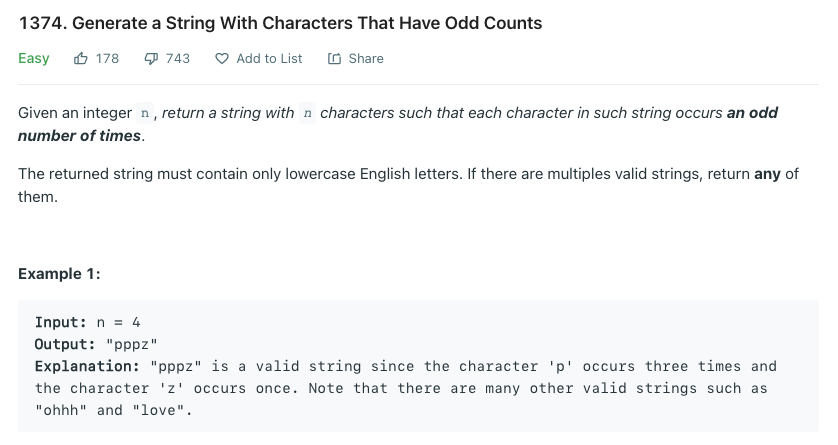 1374. Generate a String With Characters That Have Odd Counts
Easy 178 743 Add to List Share
Given an integer n, return a string with n characters such that each character in such string occurs an odd
number of times.
The returned string must contain only lowercase English letters. If there are multiples valid strings, return any of
them.
Example 1:
Input: n = 4
Output: "pppz"
Explanation: "pppz" is a valid string since the character 'p' occurs three times and
the character 'z' occurs once. Note that there are many other valid strings such as
"ohhh" and "love".